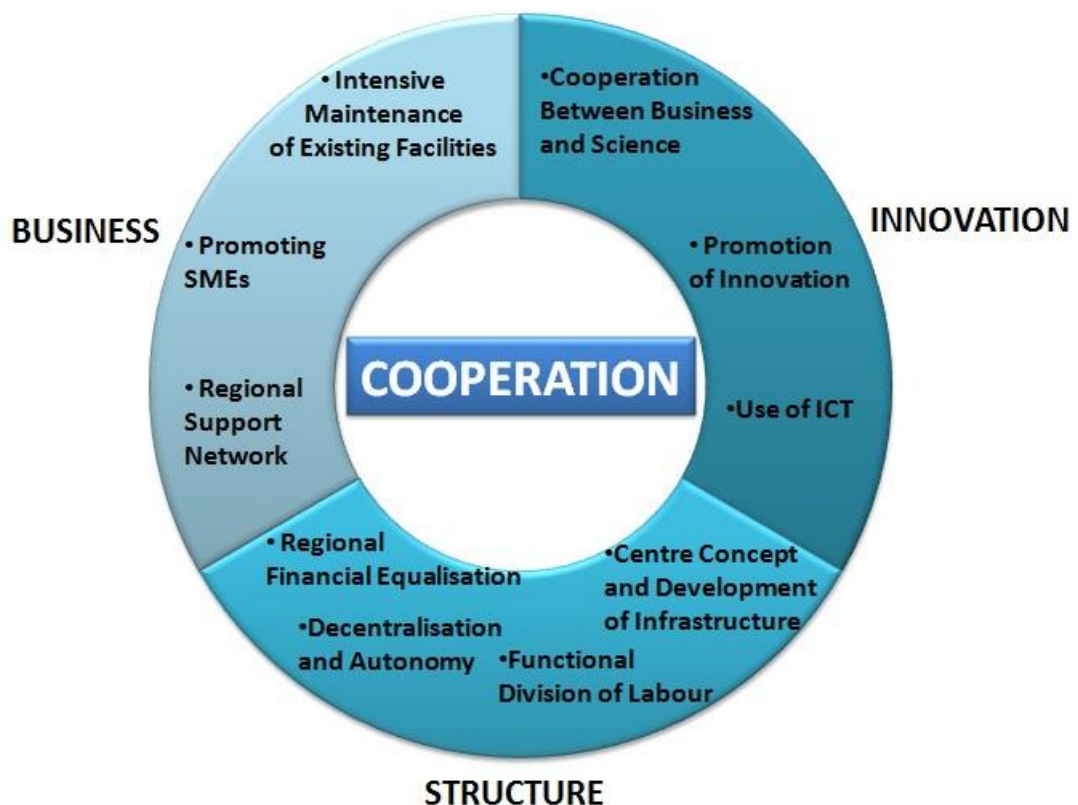 BUSINESS
• Intensive
Maintenance
of Existing Facilities
• Promoting
SMEs
• Regional
Support
Network
INNOVATION
•Cooperation
Between Business
and Science
• Promotion
of Innovation
•Use of ICT
COOPERATION
• Regional
Financial Equalisation
•Decentralisation
and Autonomy
•Functional
Division of Labour
•Centre Concept
and Development
of Infrastructure
STRUCTURE